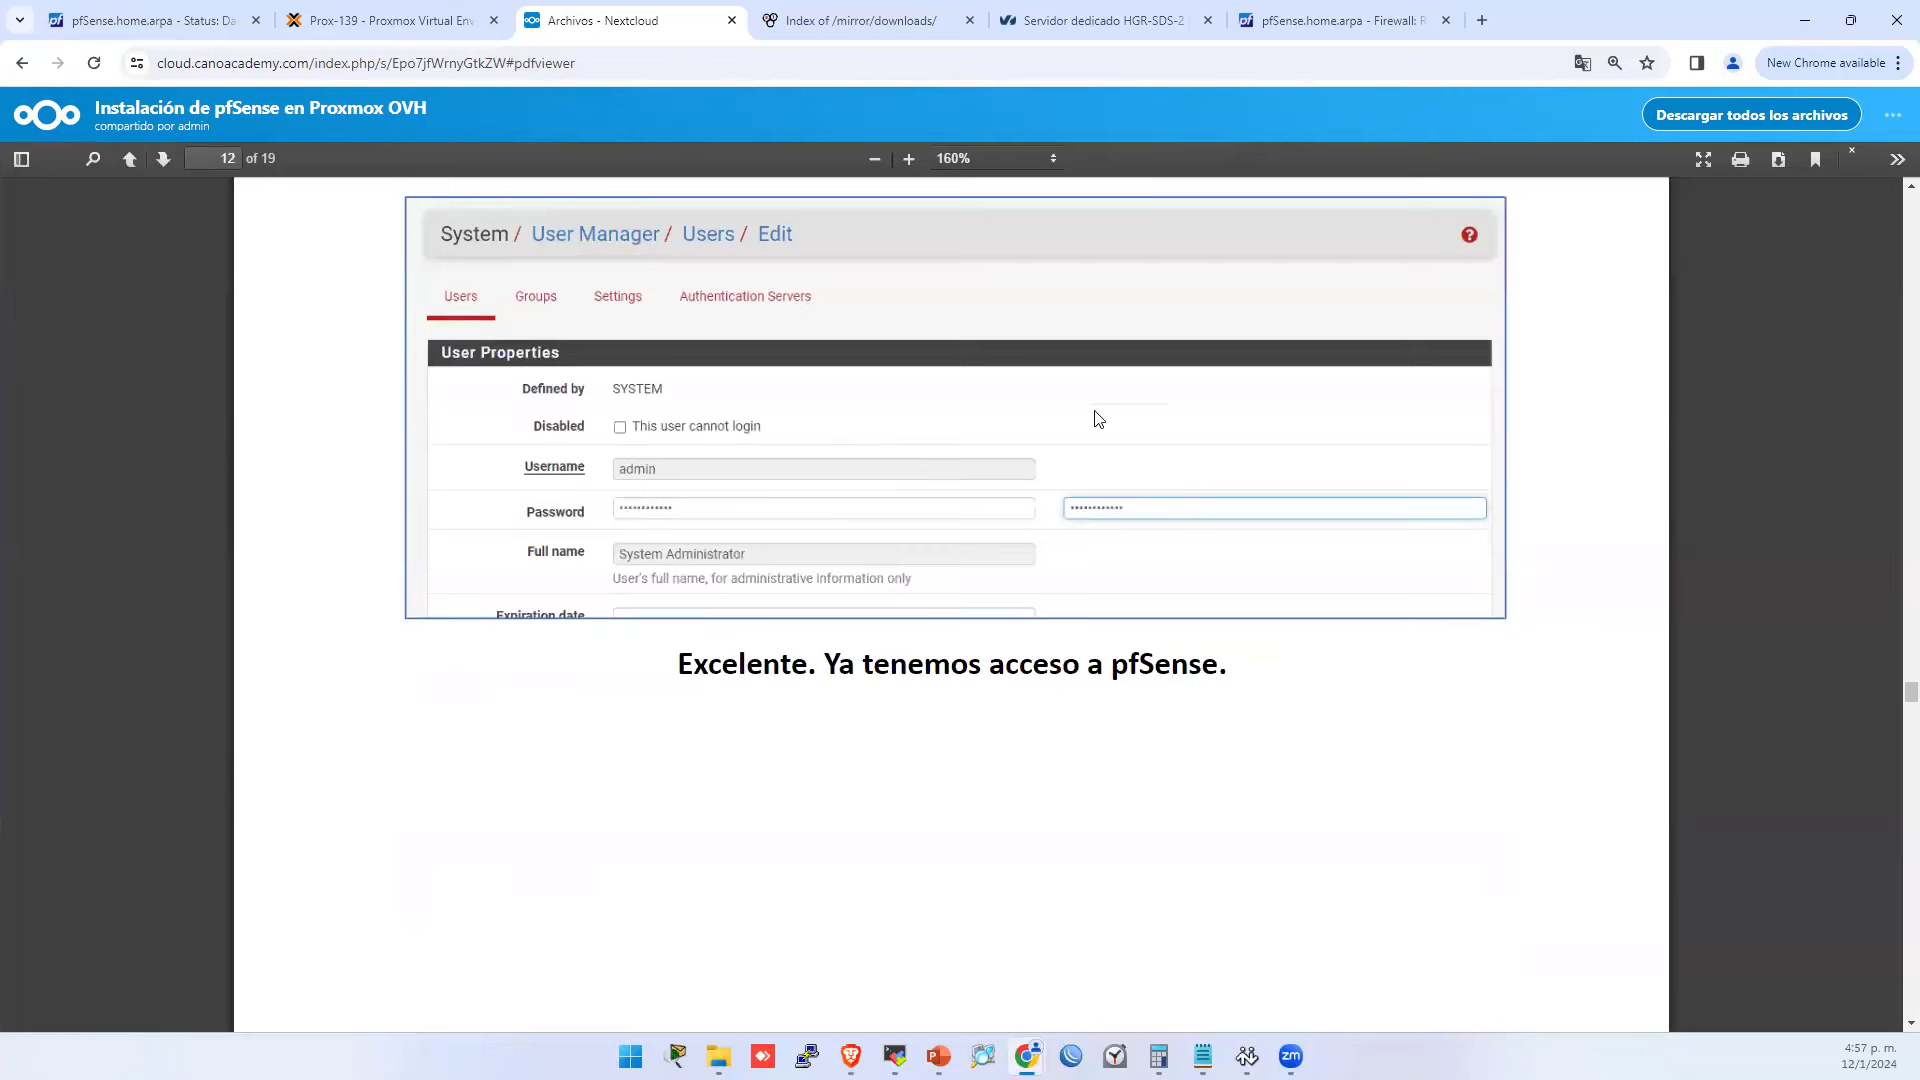 pfSense.home.arpa - Status: Da
Prox-139 - Proxmox Virtual Env
Archivos - Nextcloud
Index of /mirror/downloads/
Servidor dedicado HGR-SDS-2
pfSense.home.arpa - Firewall: R
cloud.canoacademy.com/index.php/s/Epo7jfWrnyGtkZW#pdfviewer
New Chrome available
Instalación de pfSense en Proxmox OVH
compartido por admin
Descargar todos los archivos
12 of 19
160%
System / User Manager / Users / Edit
Users Groups Settings Authentication Servers
User Properties
Defined by SYSTEM
Disabled This user cannot login
Username admin
Password ············ ············
Full name System Administrator
User's full name, for administrative information only
Expiration date
Excelente. Ya tenemos acceso a pfSense.
zm
4:57 p. m.
12/1/2024